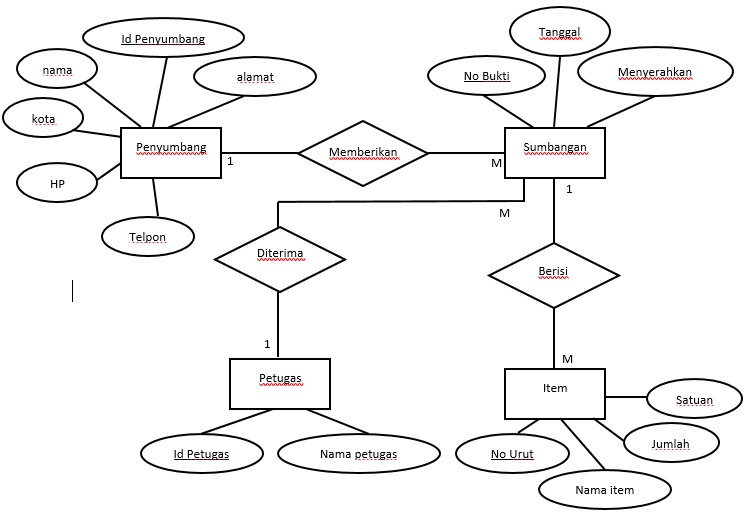 Id Penyumbang
Tanggal
nama
alamat
No Bukti
Menyerahkan
kota
Penyumbang
1
Memberikan
M
Sumbangan
HP
M
1
Telpon
Diterima
Berisi
1
M
Petugas
Item
Satuan
Id Petugas
Nama petugas
No Urut
Jumlah
Nama item